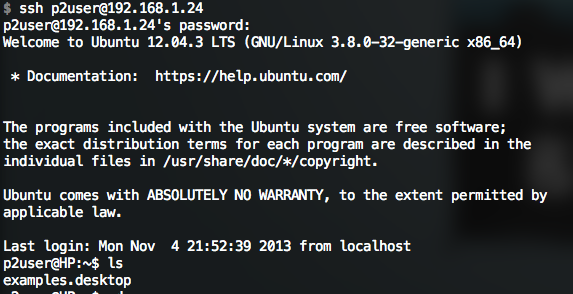 $ ssh p2user@192.168.1.24
p2user@192.168.1.24's password:
Welcome to Ubuntu 12.04.3 LTS (GNU/Linux 3.8.0-32-generic x86_64)
* Documentation:  https://help.ubuntu.com/
The programs included with the Ubuntu system are free software;
the exact distribution terms for each program are described in the
individual files in /usr/share/doc/*/copyright.
Ubuntu comes with ABSOLUTELY NO WARRANTY, to the extent permitted by
applicable law.
Last login: Mon Nov  4 21:52:39 2013 from localhost
p2user@HP:~$ ls
examples.desktop